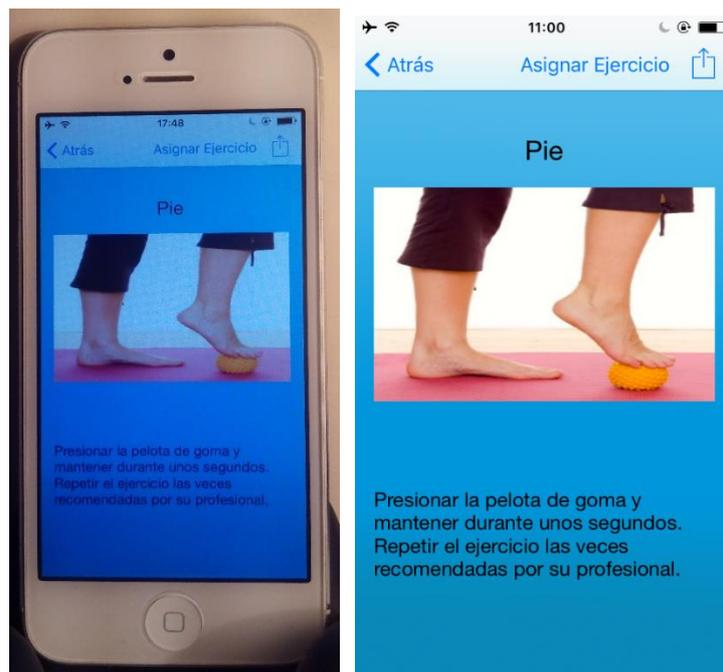 17:48
Atrás
Asignar Ejercicio
Pie
Presionar la pelota de goma y
mantener durante unos segundos.
Repetir el ejercicio las veces
recomendadas por su profesional.
11:00
Atrás
Asignar Ejercicio
Pie
Presionar la pelota de goma y
mantener durante unos segundos.
Repetir el ejercicio las veces
recomendadas por su profesional.